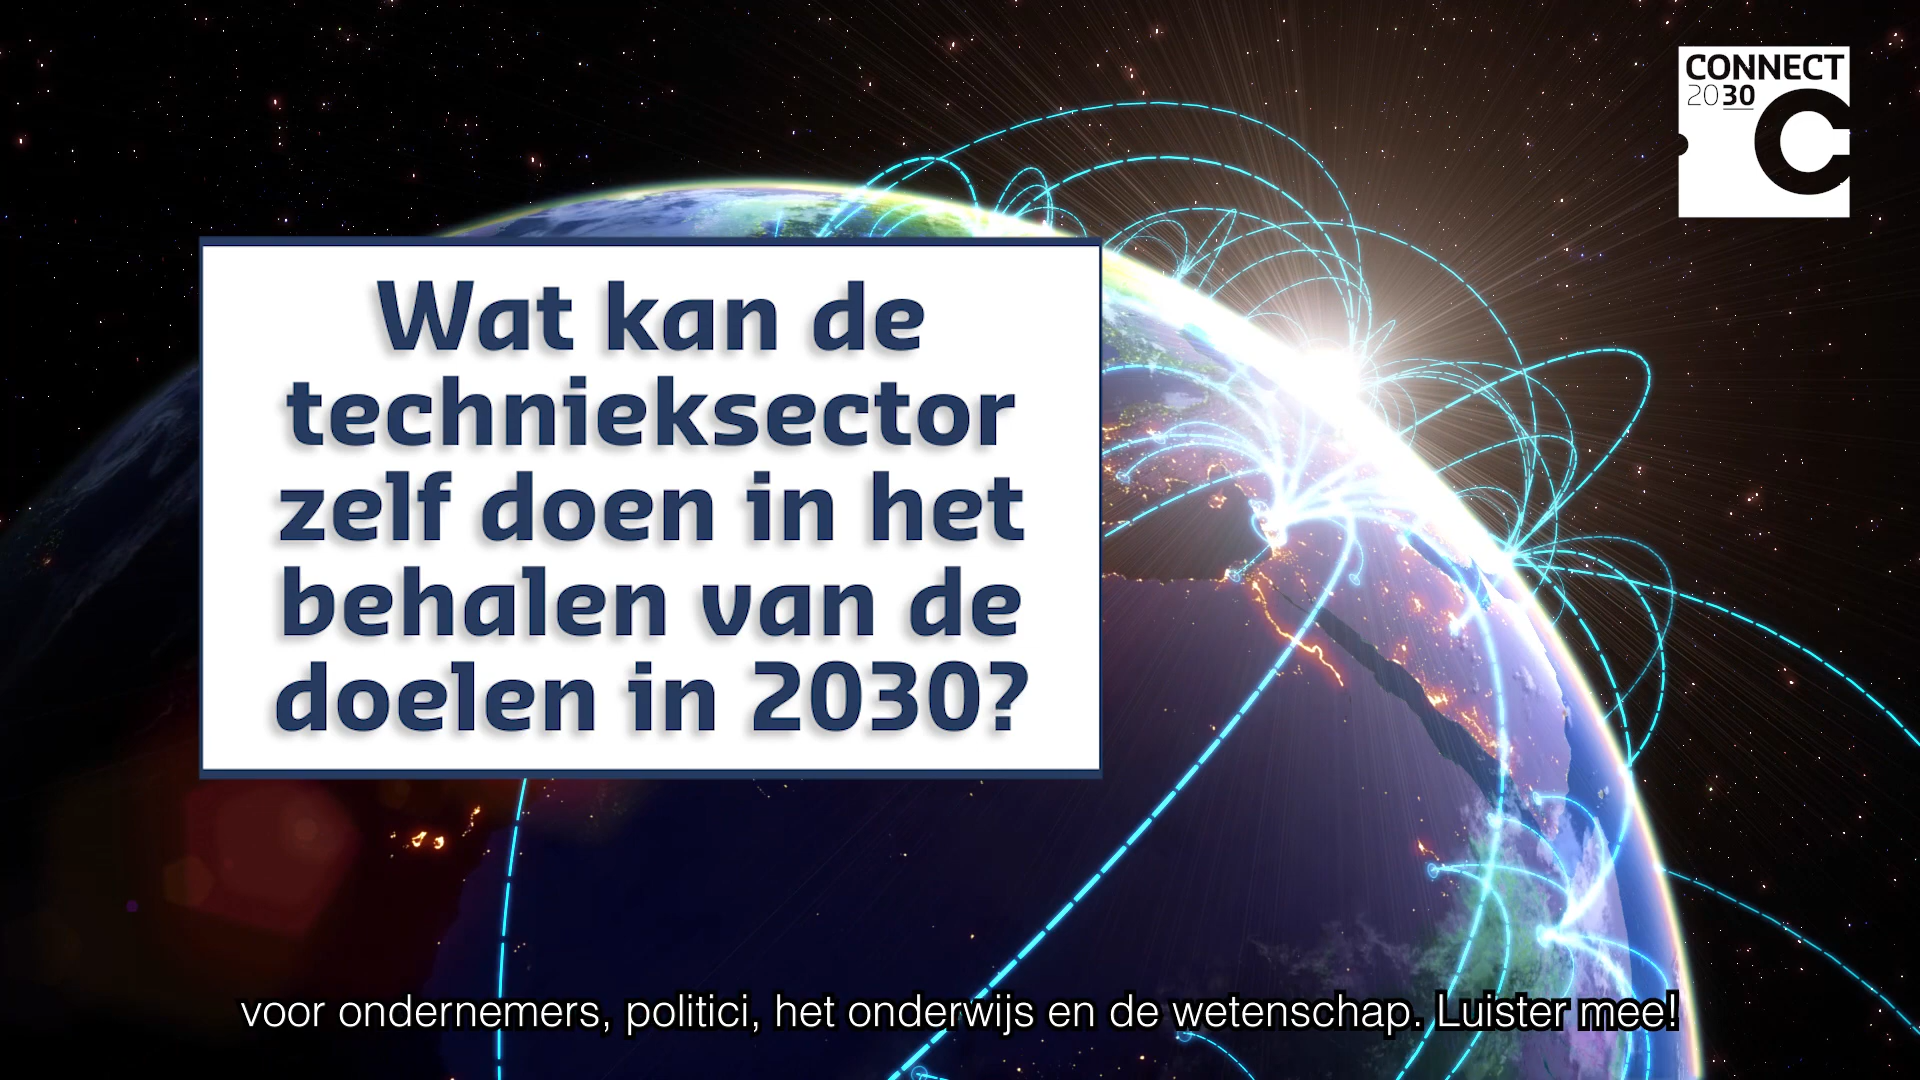 CONNECT
2030
C
Wat kan de
technieksector
zelf doen in het
behalen van de
doelen in 2030?
voor ondernemers, politici, het onderwijs en de wetenschap. Luister mee!